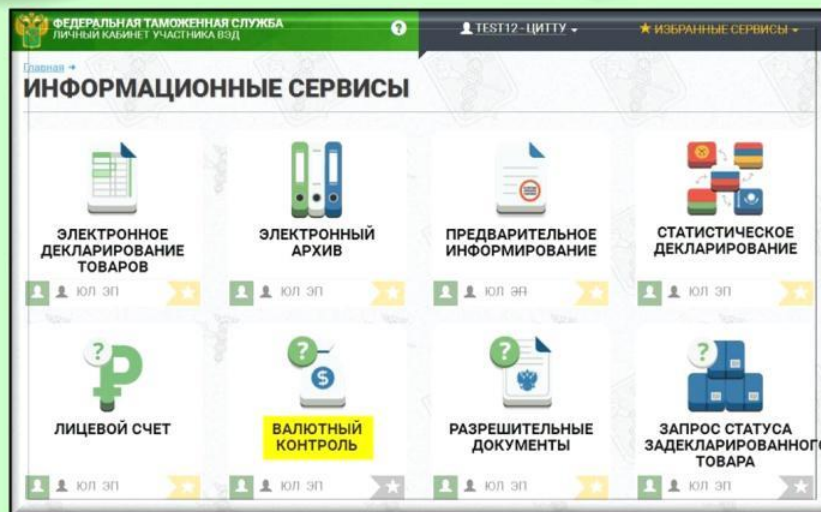 ФЕДЕРАЛЬНАЯ ТАМОЖЕННАЯ СЛУЖБА
ЛИЧНЫЙ КАБИНЕТ УЧАСТНИКА ВЭД
?
TEST12 - ЦИТТУ
ИЗБРАННЫЕ СЕРВИСЫ
Главная →
ИНФОРМАЦИОННЫЕ СЕРВИСЫ
ЭЛЕКТРОННОЕ
ДЕКЛАРИРОВАНИЕ
ТОВАРОВ
ЮЛ ЭП
ЭЛЕКТРОННЫЙ
АРХИВ
ЮЛ ЭП
ПРЕДВАРИТЕЛЬНОЕ
ИНФОРМИРОВАНИЕ
ЮЛ ЭП
СТАТИСТИЧЕСКОЕ
ДЕКЛАРИРОВАНИЕ
ЮЛ ЭП
?
ЛИЦЕВОЙ СЧЕТ
ЮЛ ЭП
?
$
ВАЛЮТНЫЙ
КОНТРОЛЬ
ЮЛ ЭП
?
РАЗРЕШИТЕЛЬНЫЕ
ДОКУМЕНТЫ
ЮЛ ЭП
?
ЗАПРОС СТАТУСА
ЗАДЕКЛАРИРОВАННОГО
ТОВАРА
ЮЛ ЭП